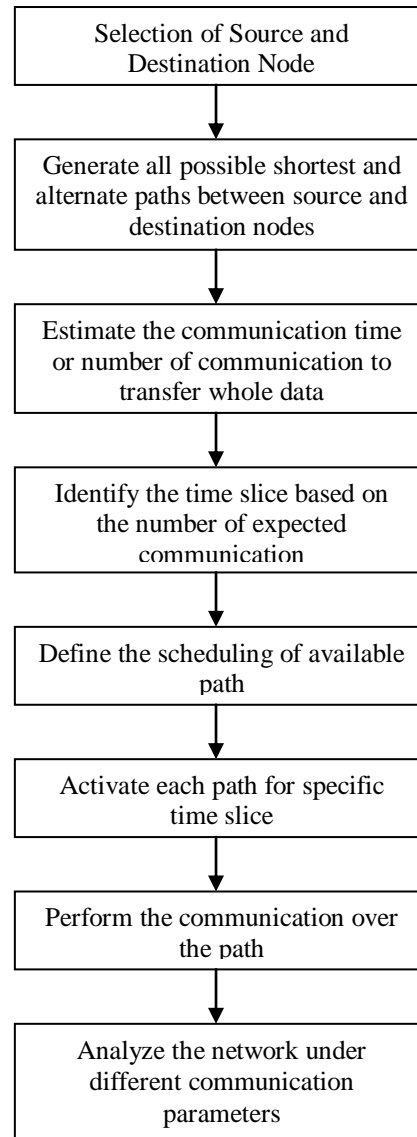 Selection of Source and
Destination Node
Generate all possible shortest and
alternate paths between source and
destination nodes
Estimate the communication time
or number of communication to
transfer whole data
Identify the time slice based on
the number of expected
communication
Define the scheduling of available
path
Activate each path for specific
time slice
Perform the communication over
the path
Analyze the network under
different communication
parameters